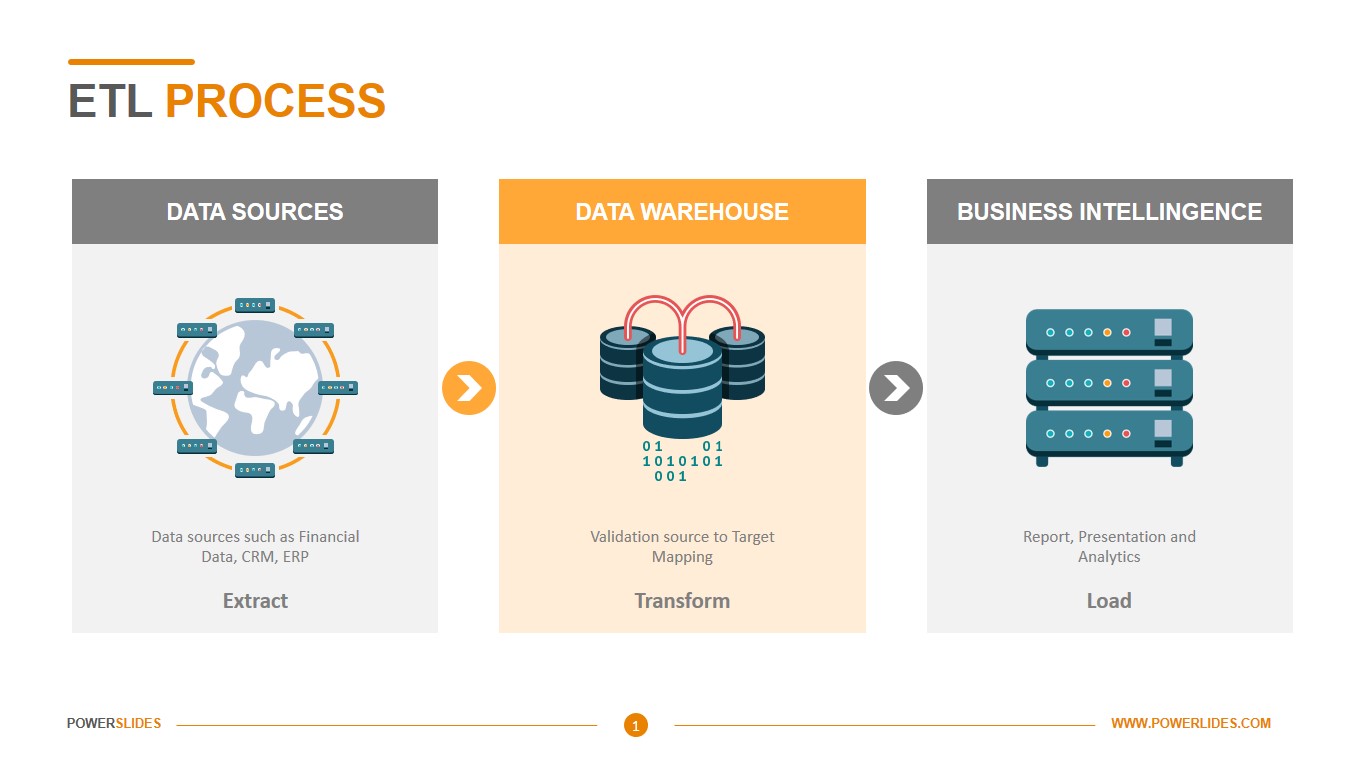 ETL PROCESS
DATA SOURCES
Data sources such as Financial
Data, CRM, ERP
Extract
DATA WAREHOUSE
01 01
1010101
001
Validation source to Target
Mapping
Transform
BUSINESS INTELLINGENCE
Report, Presentation and
Analytics
Load
POWERSLIDES
1
WWW.POWERLIDES.COM